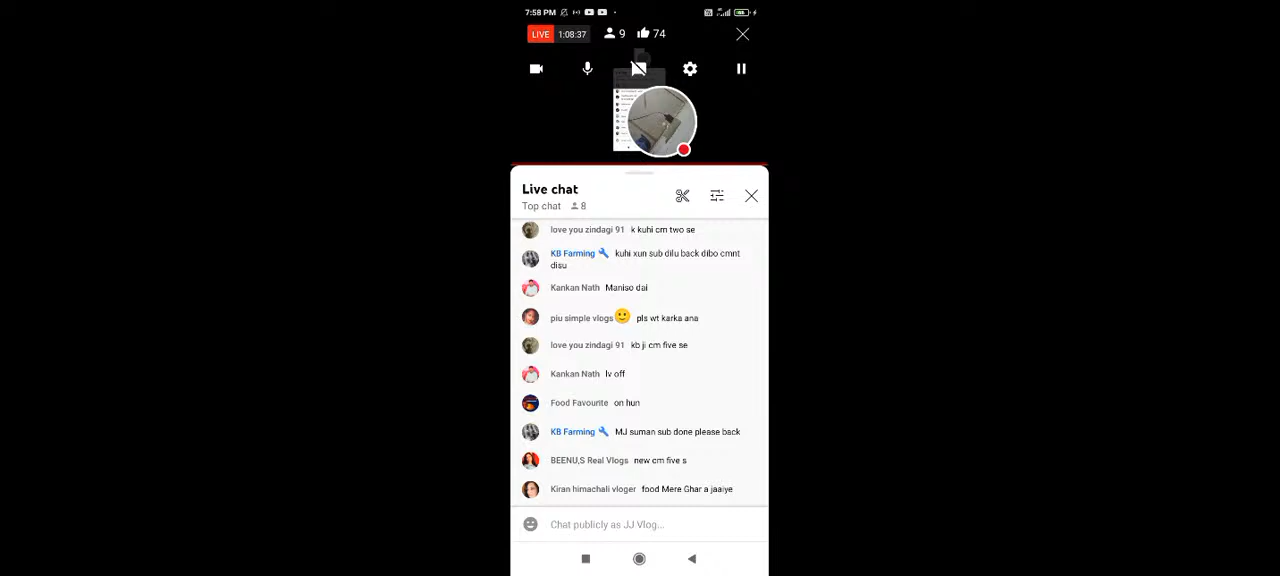 7:58 PM
LIVE 1:08:37 9 74
Live chat
Top chat 8
love you zindagi 91 k kuhi cm two se
KB Farming kuhi xun sub dilu back dibo cmnt
disu
Kankan Nath Maniso dai
piu simple vlogs pls wt karka ana
love you zindagi 91 kb ji cm five se
Kankan Nath lv off
Food Favourite on hun
KB Farming MJ suman sub done please back
BEENU,S Real Vlogs new cm five s
Kiran himachali vloger food Mere Ghar a jaaiye
Chat publicly as JJ Vlog...